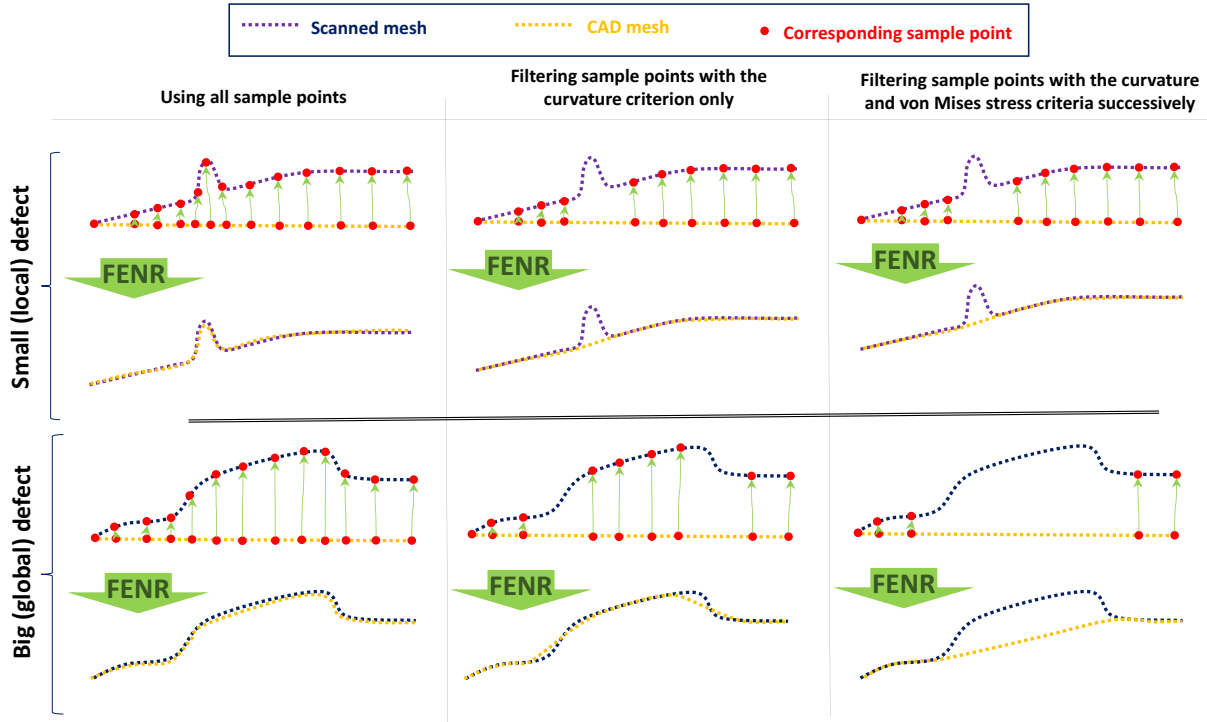 Scanned mesh
CAD mesh
Corresponding sample point
Using all sample points
Filtering sample points with the
curvature criterion only
Filtering sample points with the curvature
and von Mises stress criteria successively
Small (local) defect
FENR
FENR
FENR
Big (global) defect
FENR
FENR
FENR